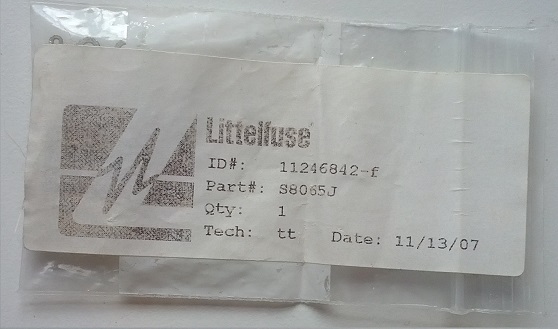 Littelfuse
ID#: 11246842-f
Part#: S8065J
Qty: 1
Tech: tt Date: 11/13/07